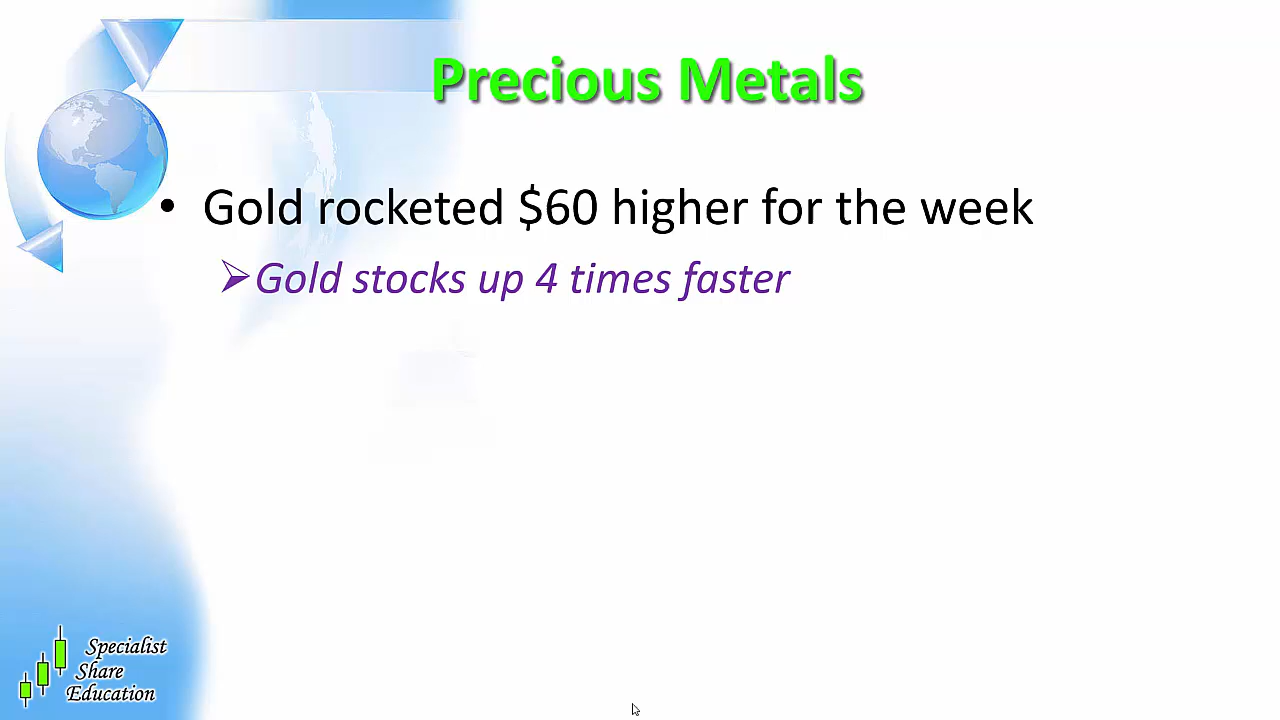 Precious Metals
• Gold rocketed $60 higher for the week
➢Gold stocks up 4 times faster
Specialist
Share
Education